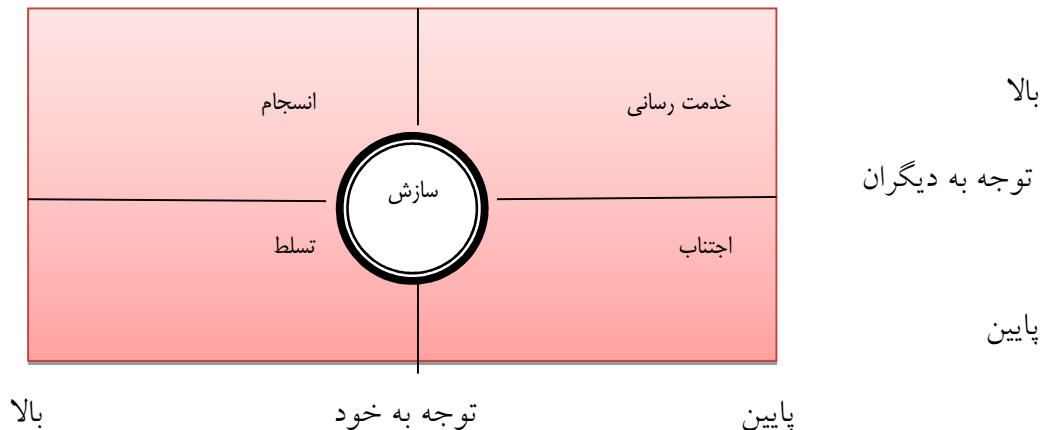 بالا
خدمت رسانی
انسجام
توجه به دیگران
سازش
اجتناب
تسلط
پایین
پایین
توجه به خود
بالا